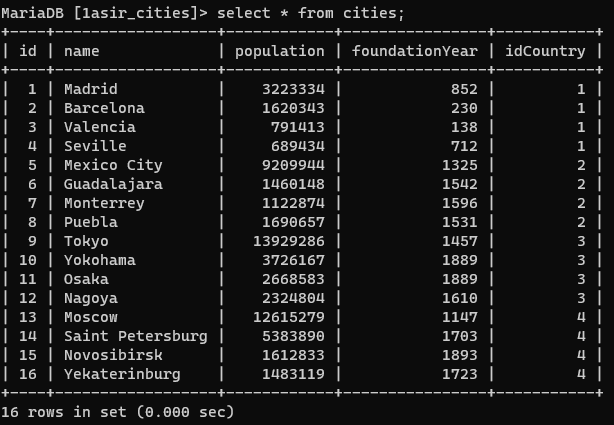 MariaDB [1asir_cities]> select * from cities;
+----+------------------+------------+----------------+-----------+
| id | name             | population | foundationYear | idCountry |
+----+------------------+------------+----------------+-----------+
|  1 | Madrid           |    3223334 |            852 |         1 |
|  2 | Barcelona        |    1620343 |            230 |         1 |
|  3 | Valencia         |     791413 |            138 |         1 |
|  4 | Seville          |     689434 |            712 |         1 |
|  5 | Mexico City      |    9209944 |           1325 |         2 |
|  6 | Guadalajara      |    1460148 |           1542 |         2 |
|  7 | Monterrey        |    1122874 |           1596 |         2 |
|  8 | Puebla           |    1690657 |           1531 |         2 |
|  9 | Tokyo            |   13929286 |           1457 |         3 |
| 10 | Yokohama         |    3726167 |           1889 |         3 |
| 11 | Osaka            |    2668583 |           1889 |         3 |
| 12 | Nagoya           |    2324804 |           1610 |         3 |
| 13 | Moscow           |   12615279 |           1147 |         4 |
| 14 | Saint Petersburg |    5383890 |           1703 |         4 |
| 15 | Novosibirsk      |    1612833 |           1893 |         4 |
| 16 | Yekaterinburg    |    1483119 |           1723 |         4 |
+----+------------------+------------+----------------+-----------+
16 rows in set (0.000 sec)